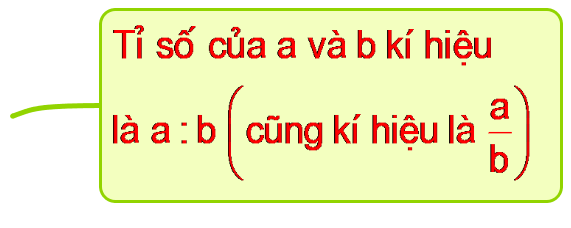 Tỉ số của a và b kí hiệu
là a : b (cũng kí hiệu là a/b)